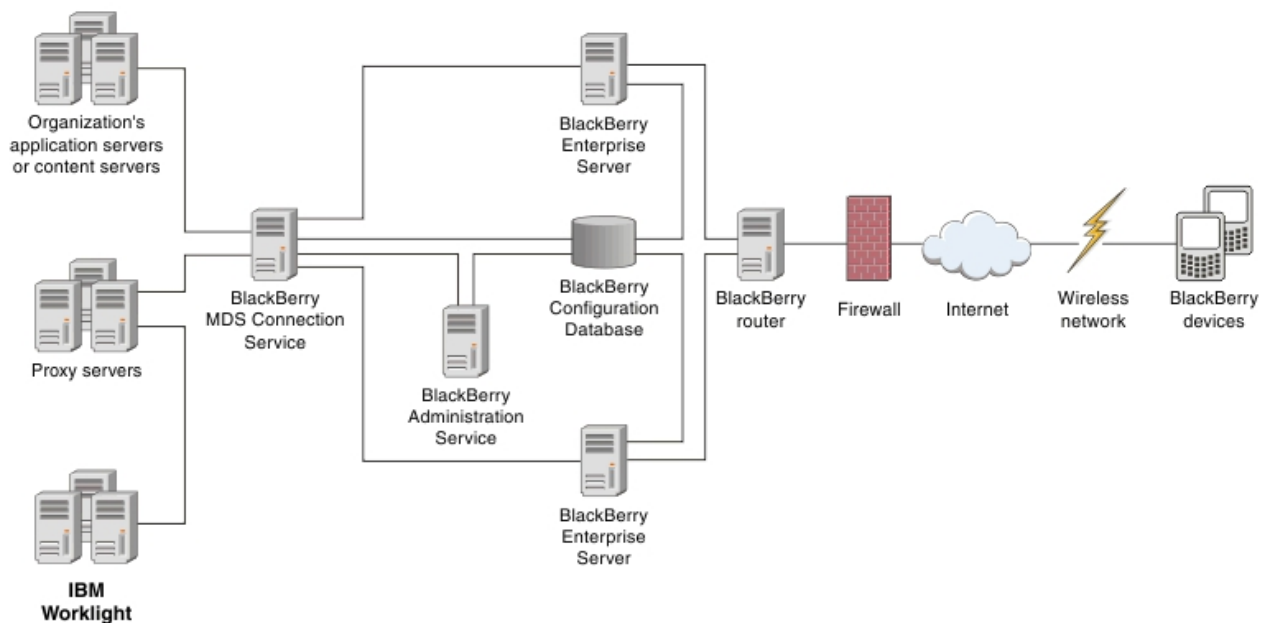 Organization's
application servers
or content servers
BlackBerry
Enterprise
Server
BlackBerry
MDS Connection
Service
BlackBerry
Configuration
Database
BlackBerry
router
Firewall
Internet
Wireless
network
BlackBerry
devices
Proxy servers
BlackBerry
Administration
Service
BlackBerry
Enterprise
Server
IBM
Worklight